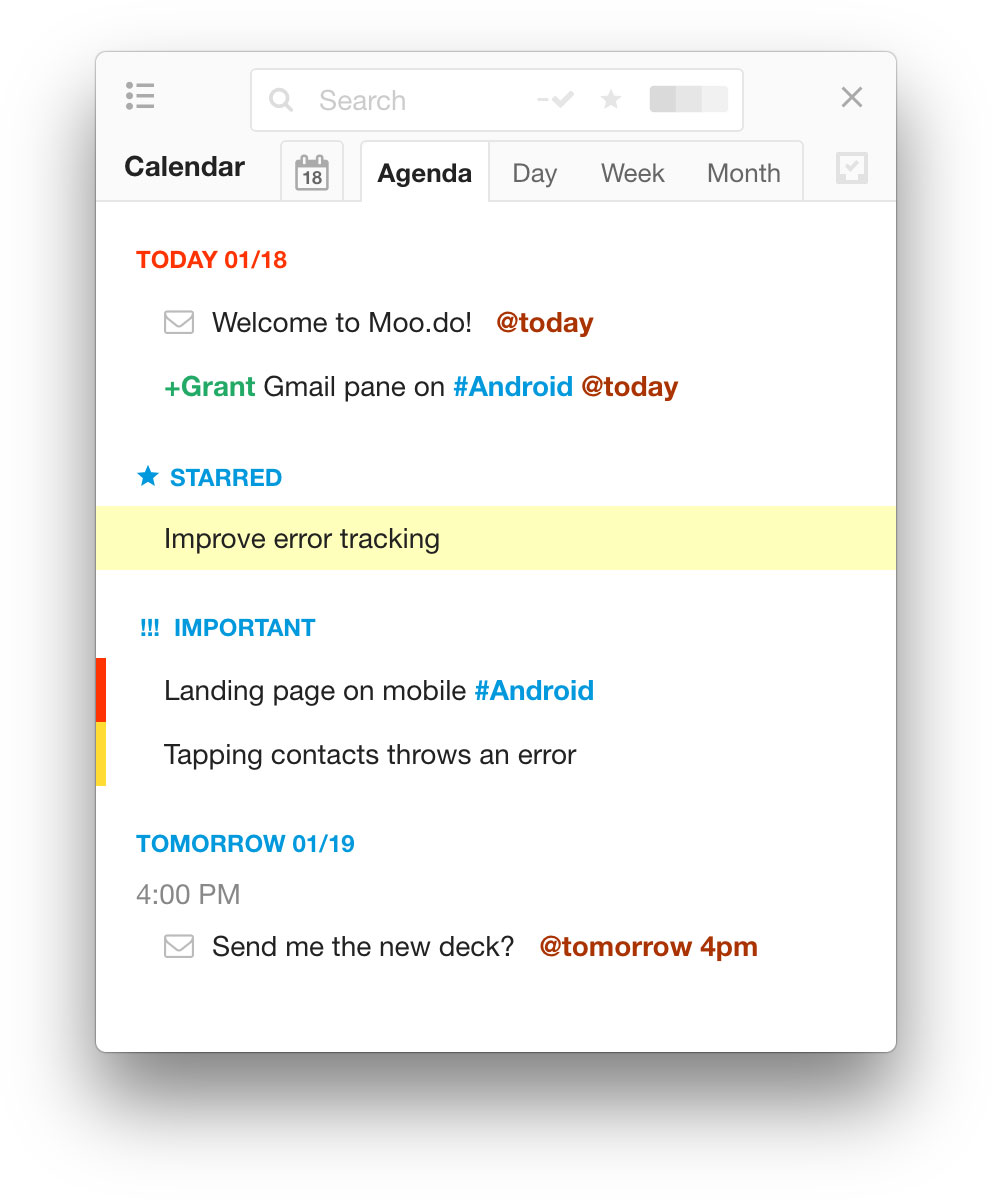 Search
Calendar
18
Agenda
Day
Week
Month
TODAY 01/18
Welcome to Moo.do! @today
+Grant Gmail pane on #Android @today
STARRED
Improve error tracking
!!! IMPORTANT
Landing page on mobile #Android
Tapping contacts throws an error
TOMORROW 01/19
4:00 PM
Send me the new deck? @tomorrow 4pm